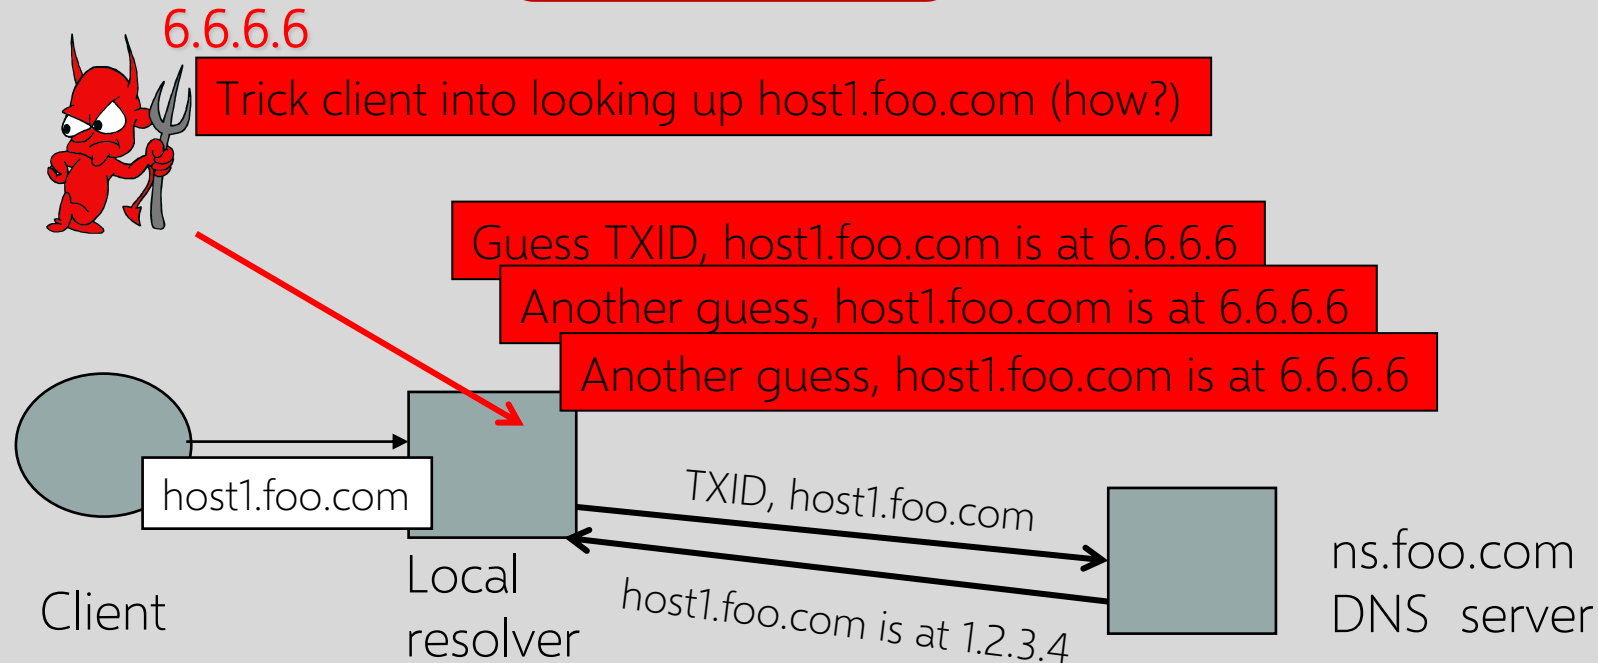 6.6.6.6
Trick client into looking up host1.foo.com (how?)
Guess TXID, host1.foo.com is at 6.6.6.6
Another guess, host1.foo.com is at 6.6.6.6
Another guess, host1.foo.com is at 6.6.6.6
host1.foo.com
TXID, host1.foo.com
host1.foo.com is at 1.2.3.4
Client
Local
resolver
ns.foo.com
DNS server